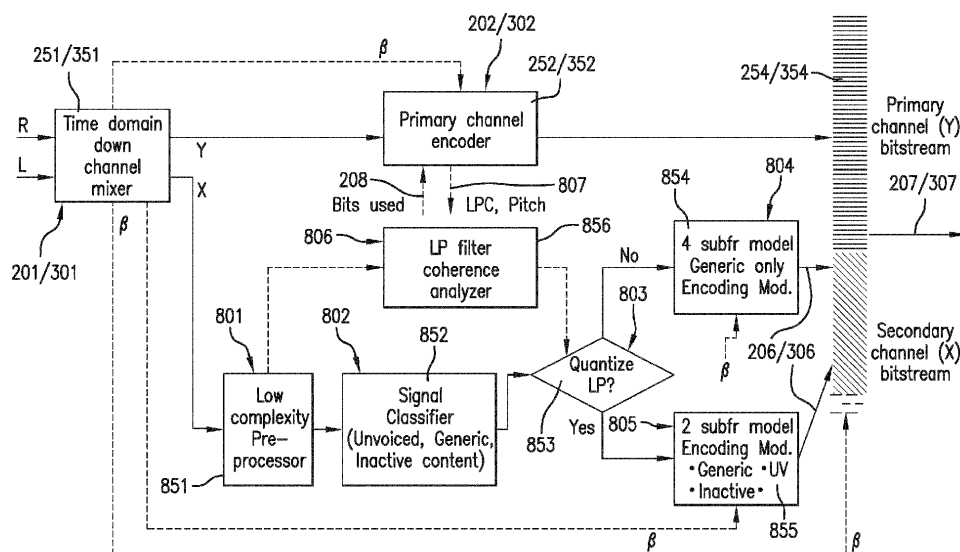 202/302
251/351
β
252/352
254/354
R
L
Time domain
down
channel
mixer
Y
X
Primary channel
encoder
Primary
channel (Y)
bitstream
208
Bits used
807
LPC, Pitch
β
201/301
806
856
LP filter
coherence
analyzer
854
804
4 subfr model
Generic only
Encoding Mod.
207/307
No
803
801
802
852
β
206/306
Secondary
channel (X)
bitstream
Low
complexity
Pre-
processor
Signal
Classifier
(Unvoiced, Generic,
Inactive content)
Quantize
LP?
853
Yes
805
2 subfr model
Encoding Mod.
•Generic •UV
•Inactive•
851
855
β
β